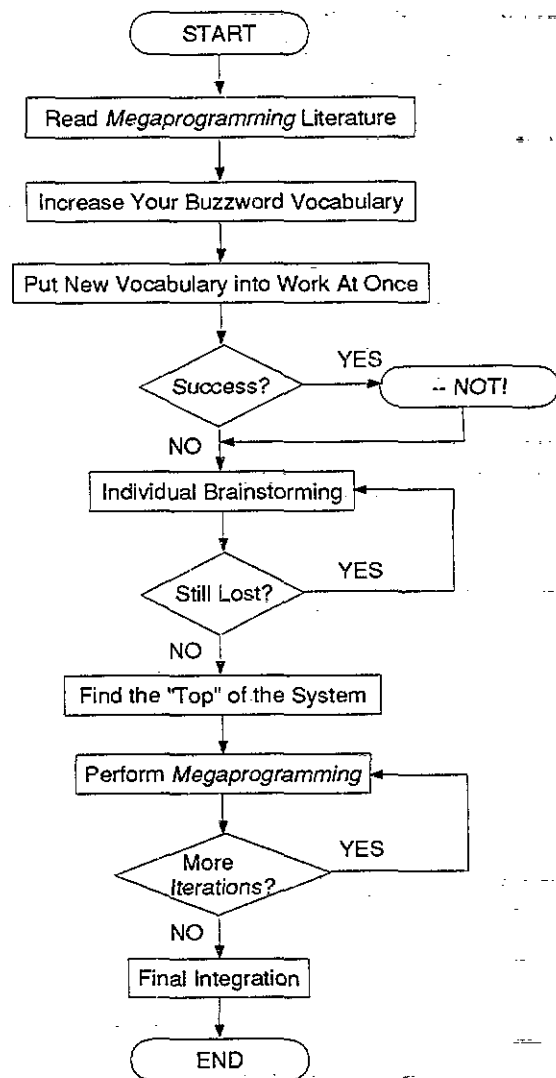 START
Read Megaprogramming Literature
Increase Your Buzzword Vocabulary
Put New Vocabulary into Work At Once
Success?
YES
-- NOT!
NO
Individual Brainstorming
Still Lost?
YES
NO
Find the "Top" of the System
Perform Megaprogramming
More
Iterations?
YES
NO
Final Integration
END